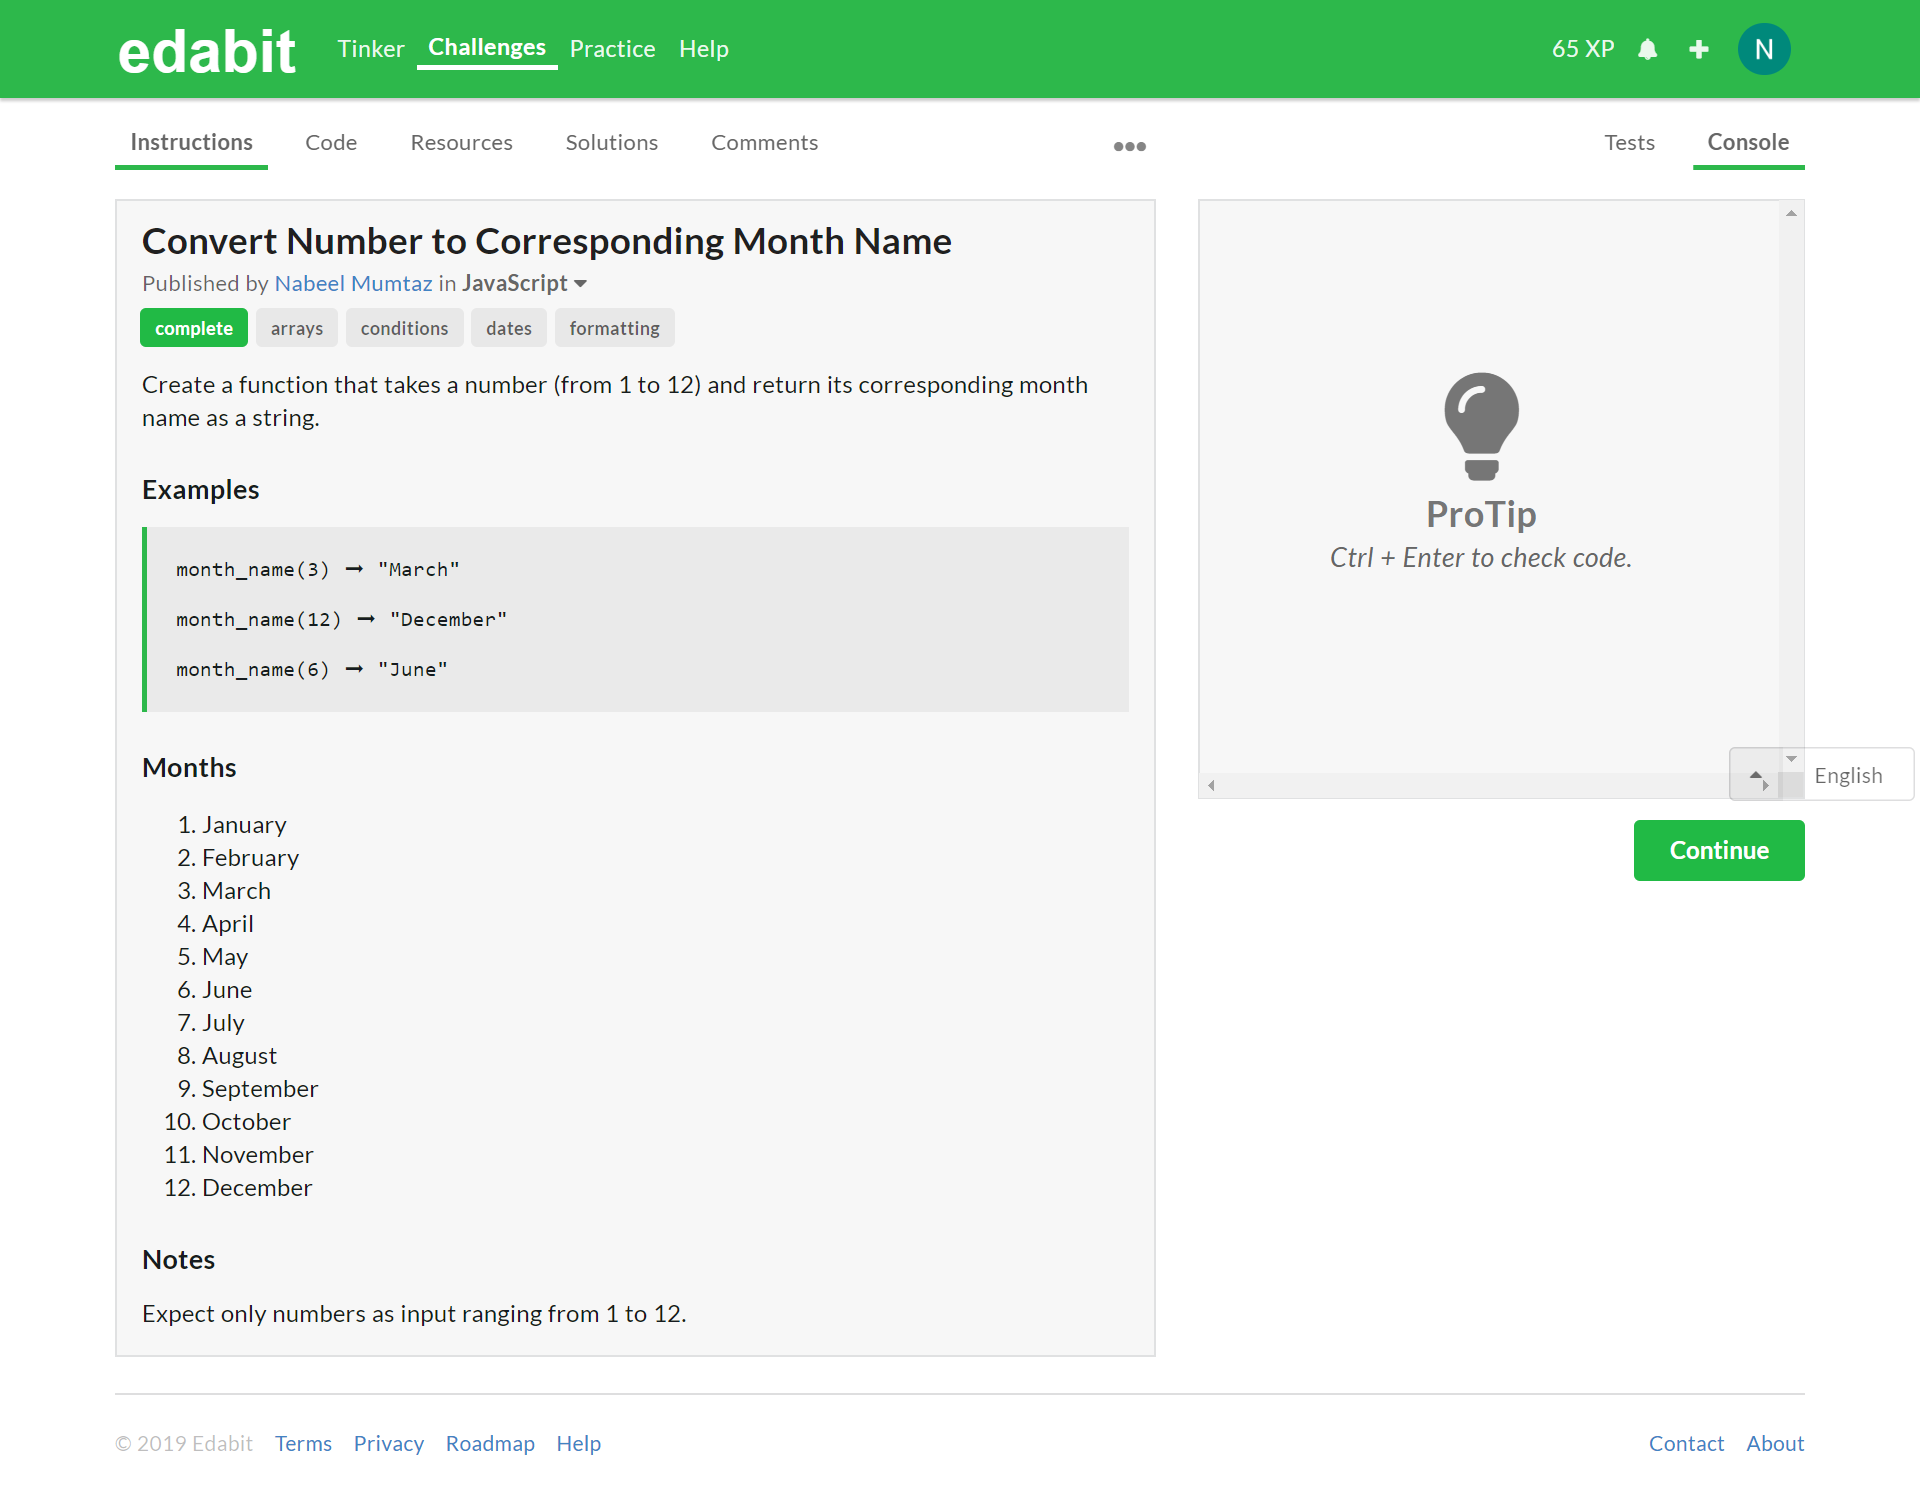 edabit Tinker Challenges Practice Help 65 XP N
Instructions Code Resources Solutions Comments Tests Console
Convert Number to Corresponding Month Name
Published by Nabeel Mumtaz in JavaScript
complete arrays conditions dates formatting
Create a function that takes a number (from 1 to 12) and return its corresponding month
name as a string.
Examples
month_name(3) ➞ "March"
month_name(12) ➞ "December"
month_name(6) ➞ "June"
Months
1. January
2. February
3. March
4. April
5. May
6. June
7. July
8. August
9. September
10. October
11. November
12. December
Notes
Expect only numbers as input ranging from 1 to 12.
ProTip
Ctrl + Enter to check code.
English
Continue
© 2019 Edabit Terms Privacy Roadmap Help Contact About